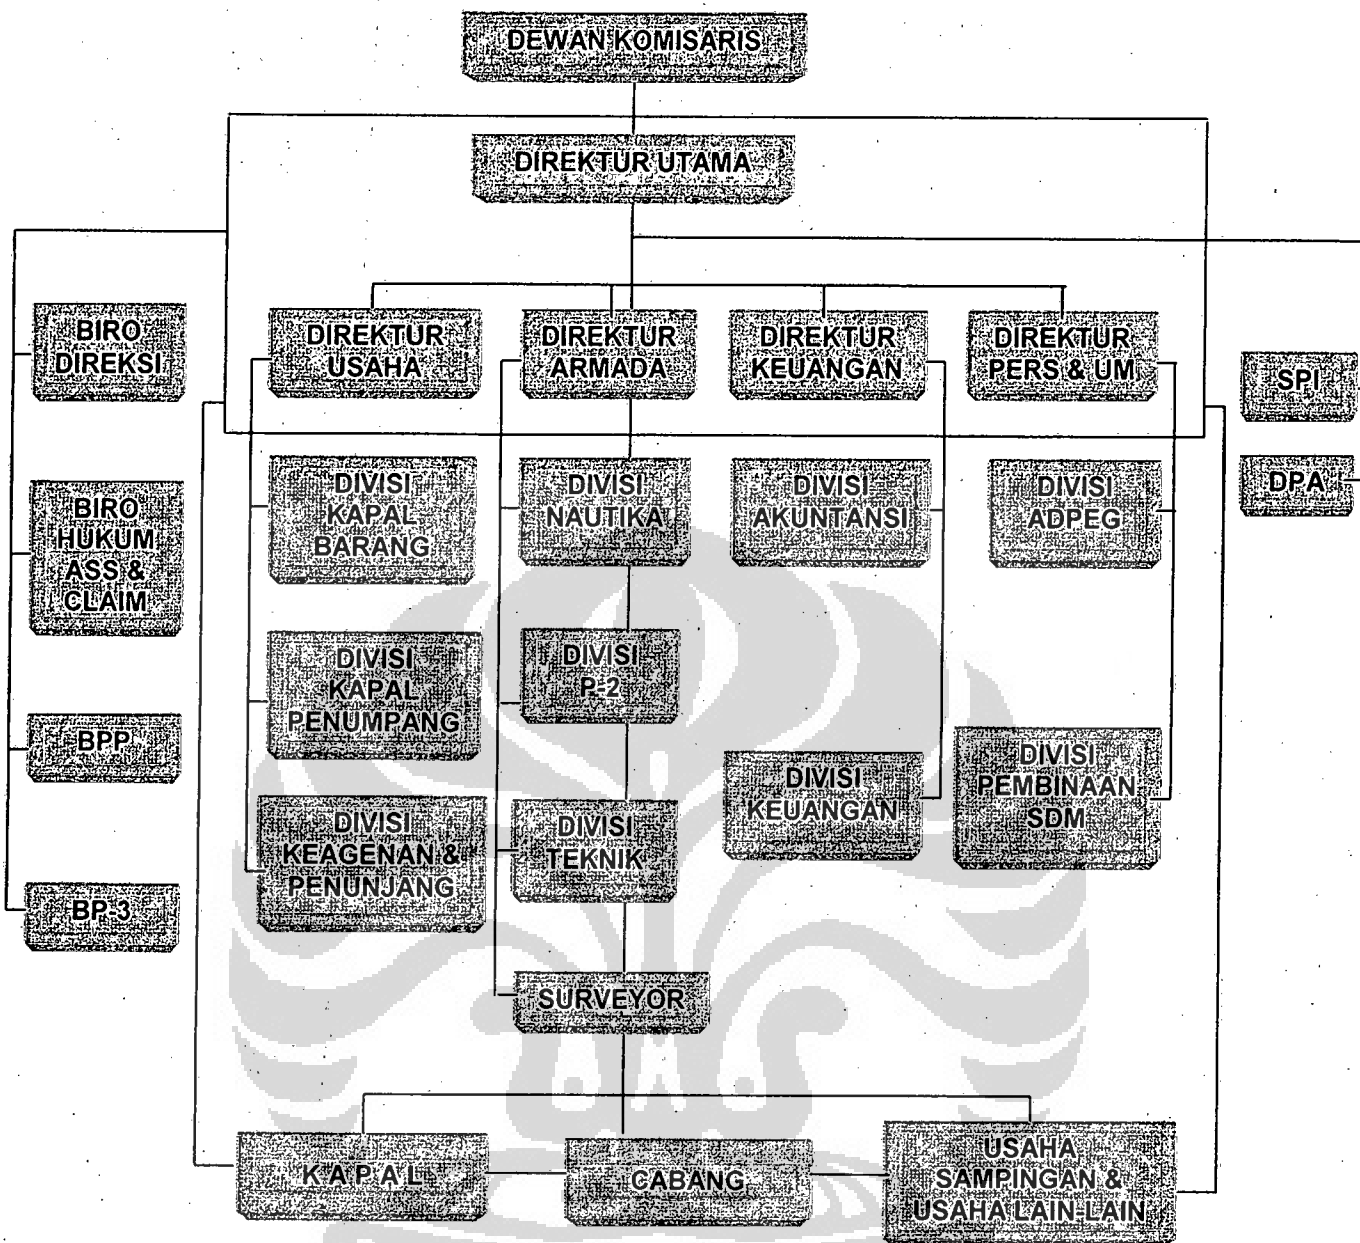 DEWAN KOMISARIS
DIREKTUR UTAMA
BIRO
DIREKSI
DIREKTUR
USAHA
DIREKTUR
ARMADA
DIREKTUR
KEUANGAN
DIREKTUR
PERS & UM
SPI
DPA
BIRO
HUKUM
ASS &
CLAIM
DIVISI
KAPAL
BARANG
DIVISI
NAUTIKA
DIVISI
AKUNTANSI
DIVISI
ADPEG
DIVISI
KAPAL
PENUMPANG
DIVISI
P-2
BPP
DIVISI
KEUANGAN
DIVISI
PEMBINAAN
SDM
DIVISI
KEAGENAN &
PENUNJANG
DIVISI
TEKNIK
BP-3
SURVEYOR
K A P A L
CABANG
USAHA
SAMPINGAN &
USAHA LAIN-LAIN